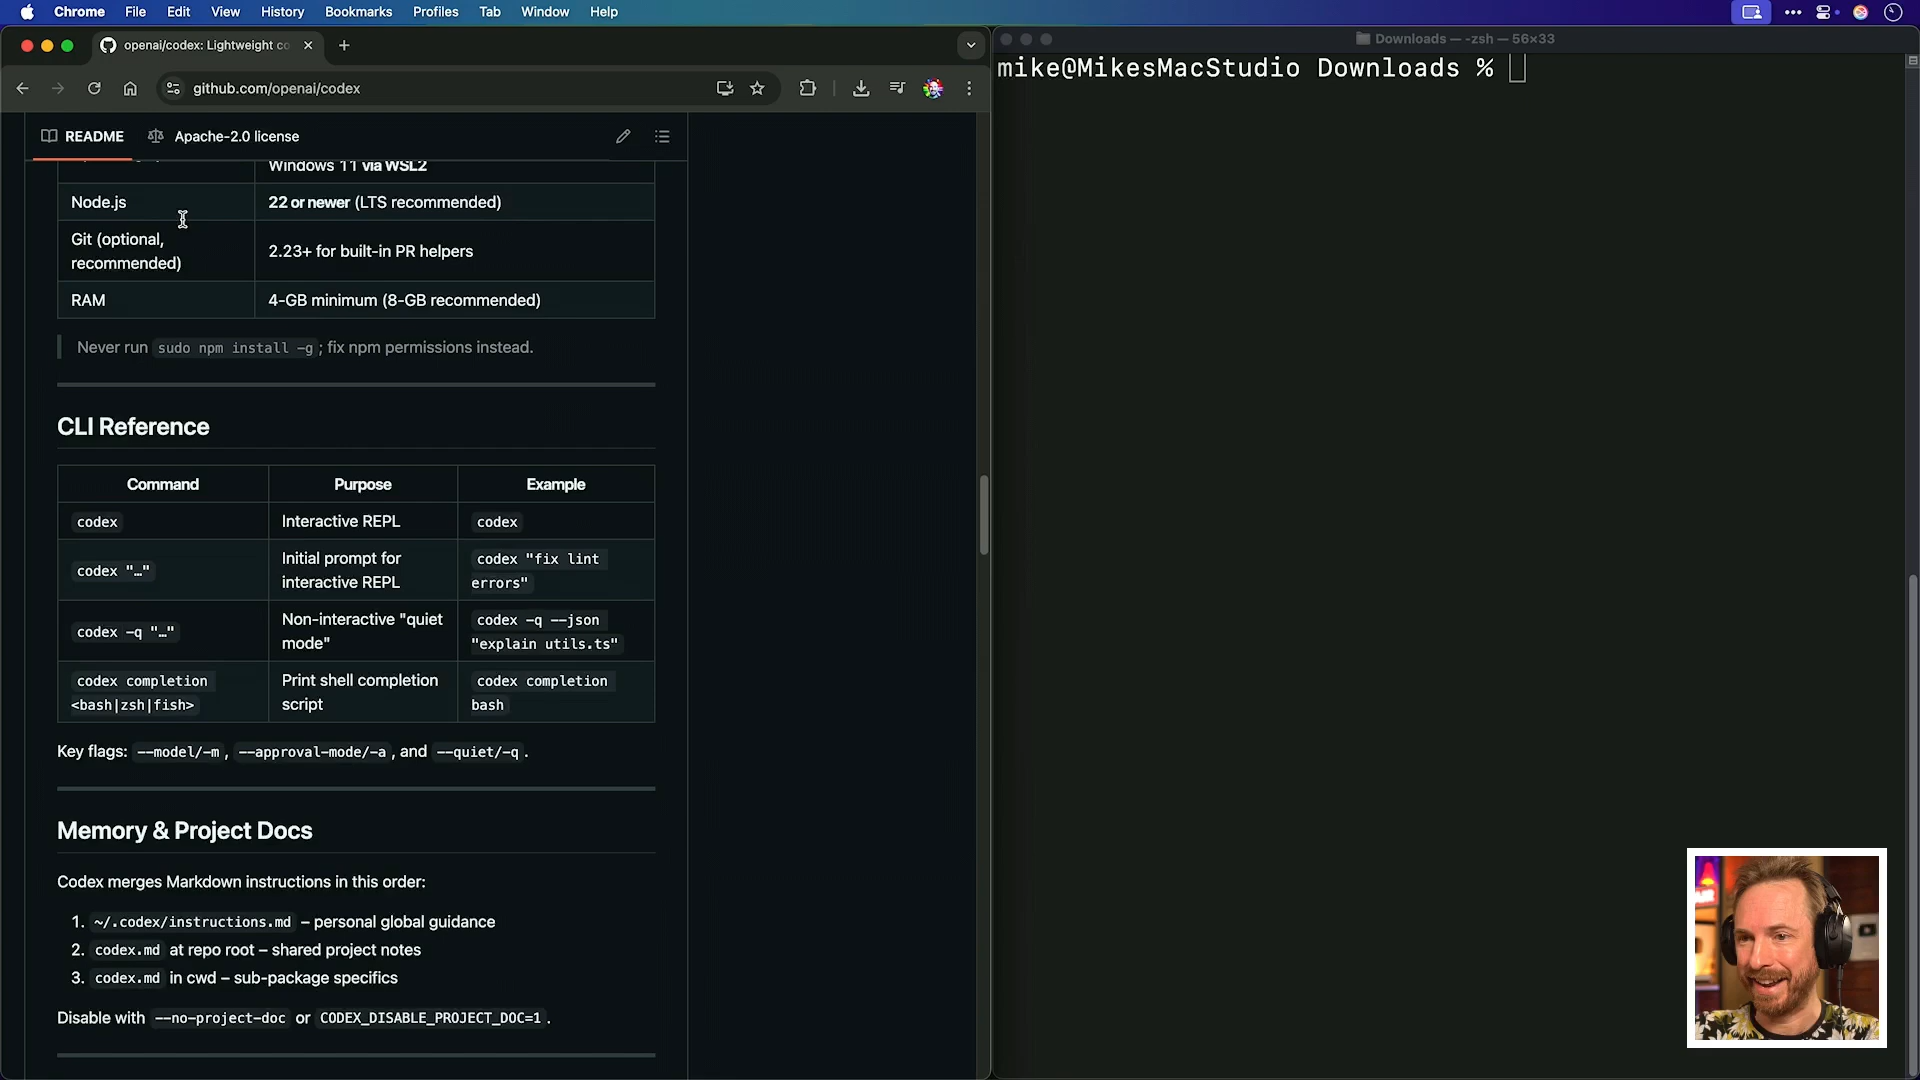 Chrome File Edit View History Bookmarks Profiles Tab Window Help
openai/codex: Lightweight co
github.com/openai/codex
README Apache-2.0 license
Windows 11 via WSL2
Node.js 22 or newer (LTS recommended)
Git (optional,
recommended) 2.23+ for built-in PR helpers
RAM 4-GB minimum (8-GB recommended)
Never run sudo npm install -g; fix npm permissions instead.
CLI Reference
Command Purpose Example
codex Interactive REPL codex
codex "…" Initial prompt for
interactive REPL codex "fix lint
errors"
codex -q "…" Non-interactive "quiet
mode" codex -q --json
"explain utils.ts"
codex completion
<bash|zsh|fish> Print shell completion
script codex completion
bash
Key flags: --model/-m, --approval-mode/-a, and --quiet/-q.
Memory & Project Docs
Codex merges Markdown instructions in this order:
1. ~/.codex/instructions.md – personal global guidance
2. codex.md at repo root – shared project notes
3. codex.md in cwd – sub-package specifics
Disable with --no-project-doc or CODEX_DISABLE_PROJECT_DOC=1.
Downloads — -zsh — 56×33
mike@MikesMacStudio Downloads %